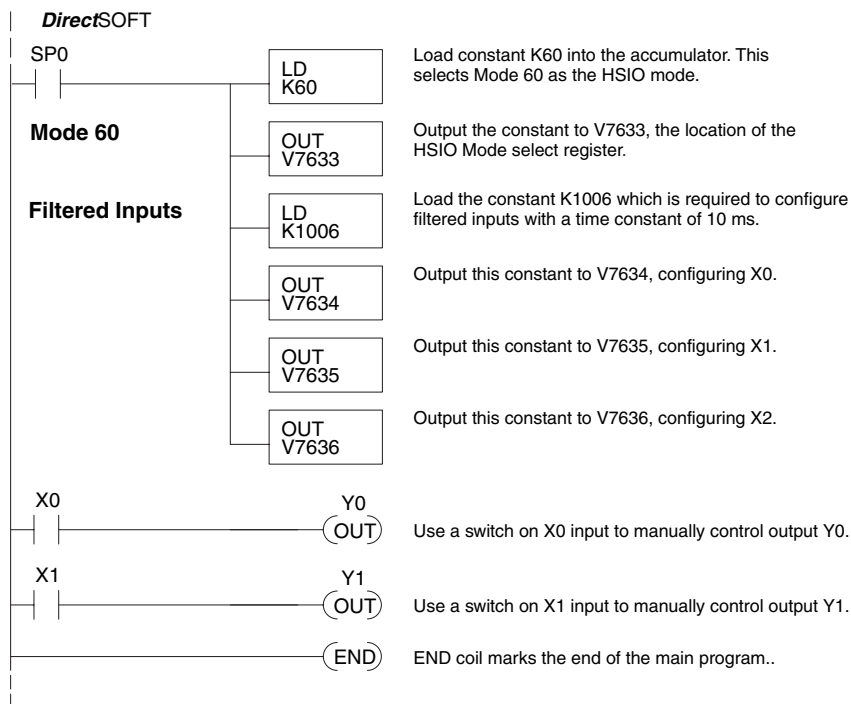 DirectSOFT
SP0
LD
K60
Load constant K60 into the accumulator. This
selects Mode 60 as the HSIO mode.
Mode 60
OUT
V7633
Output the constant to V7633, the location of the
HSIO Mode select register.
Filtered Inputs
LD
K1006
Load the constant K1006 which is required to configure
filtered inputs with a time constant of 10 ms.
OUT
V7634
Output this constant to V7634, configuring X0.
OUT
V7635
Output this constant to V7635, configuring X1.
OUT
V7636
Output this constant to V7636, configuring X2.
X0
Y0
OUT
Use a switch on X0 input to manually control output Y0.
X1
Y1
OUT
Use a switch on X1 input to manually control output Y1.
END
END coil marks the end of the main program..